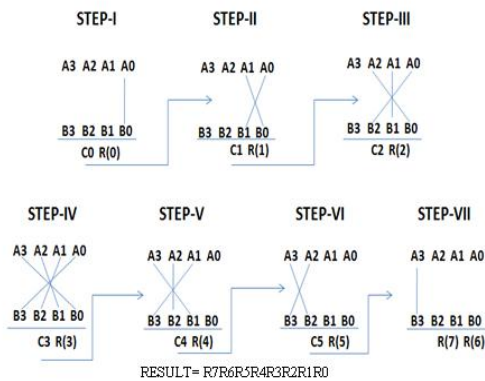 STEP-I STEP-II STEP-III
A3 A2 A1 A0 A3 A2 A1 A0 A3 A2 A1 A0
B3 B2 B1 B0 B3 B2 B1 B0 B3 B2 B1 B0
C0 R(0) C1 R(1) C2 R(2)
STEP-IV STEP-V STEP-VI STEP-VII
A3 A2 A1 A0 A3 A2 A1 A0 A3 A2 A1 A0 A3 A2 A1 A0
B3 B2 B1 B0 B3 B2 B1 B0 B3 B2 B1 B0 B3 B2 B1 B0
C3 R(3) C4 R(4) C5 R(5) R(7) R(6)
RESULT= R7R6R5R4R3R2R1R0